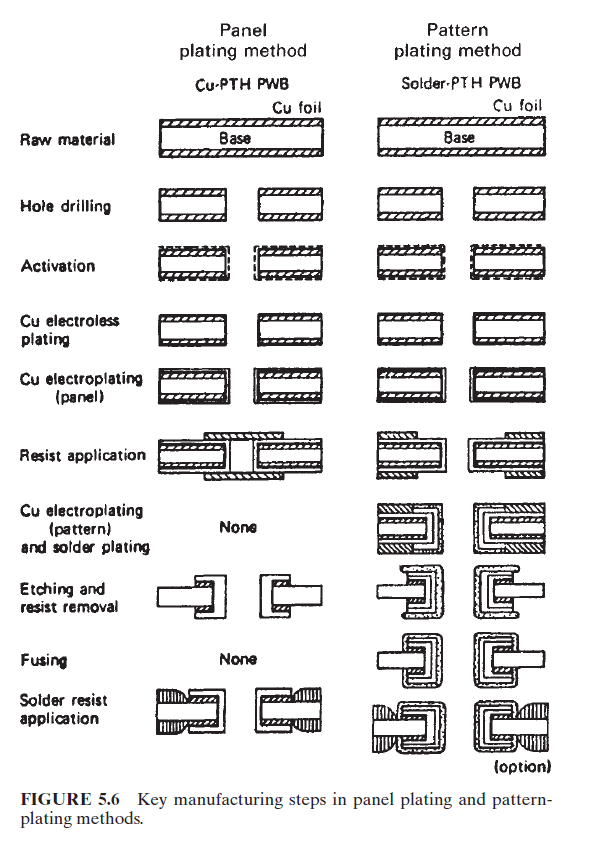 Panel
plating method
Pattern
plating method
Cu-PTH PWB
Solder-PTH PWB
Cu foil
Cu foil
Raw material
Base
Base
Hole drilling
Activation
Cu electroless
plating
Cu electroplating
(panel)
Resist application
Cu electroplating
(pattern)
and solder plating
None
Etching and
resist removal
Fusing
None
Solder resist
application
(option)
FIGURE 5.6 Key manufacturing steps in panel plating and pattern-
plating methods.